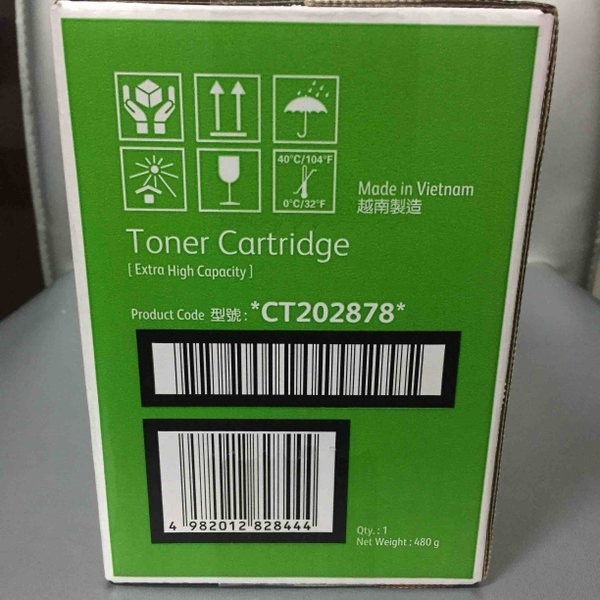 40°C/104°F
0°C/32°F
Made in Vietnam
越南製造
Toner Cartridge
[ Extra High Capacity ]
Product Code 型號 : *CT202878*
4 982012 828444
Qty. : 1
Net Weight : 480 g